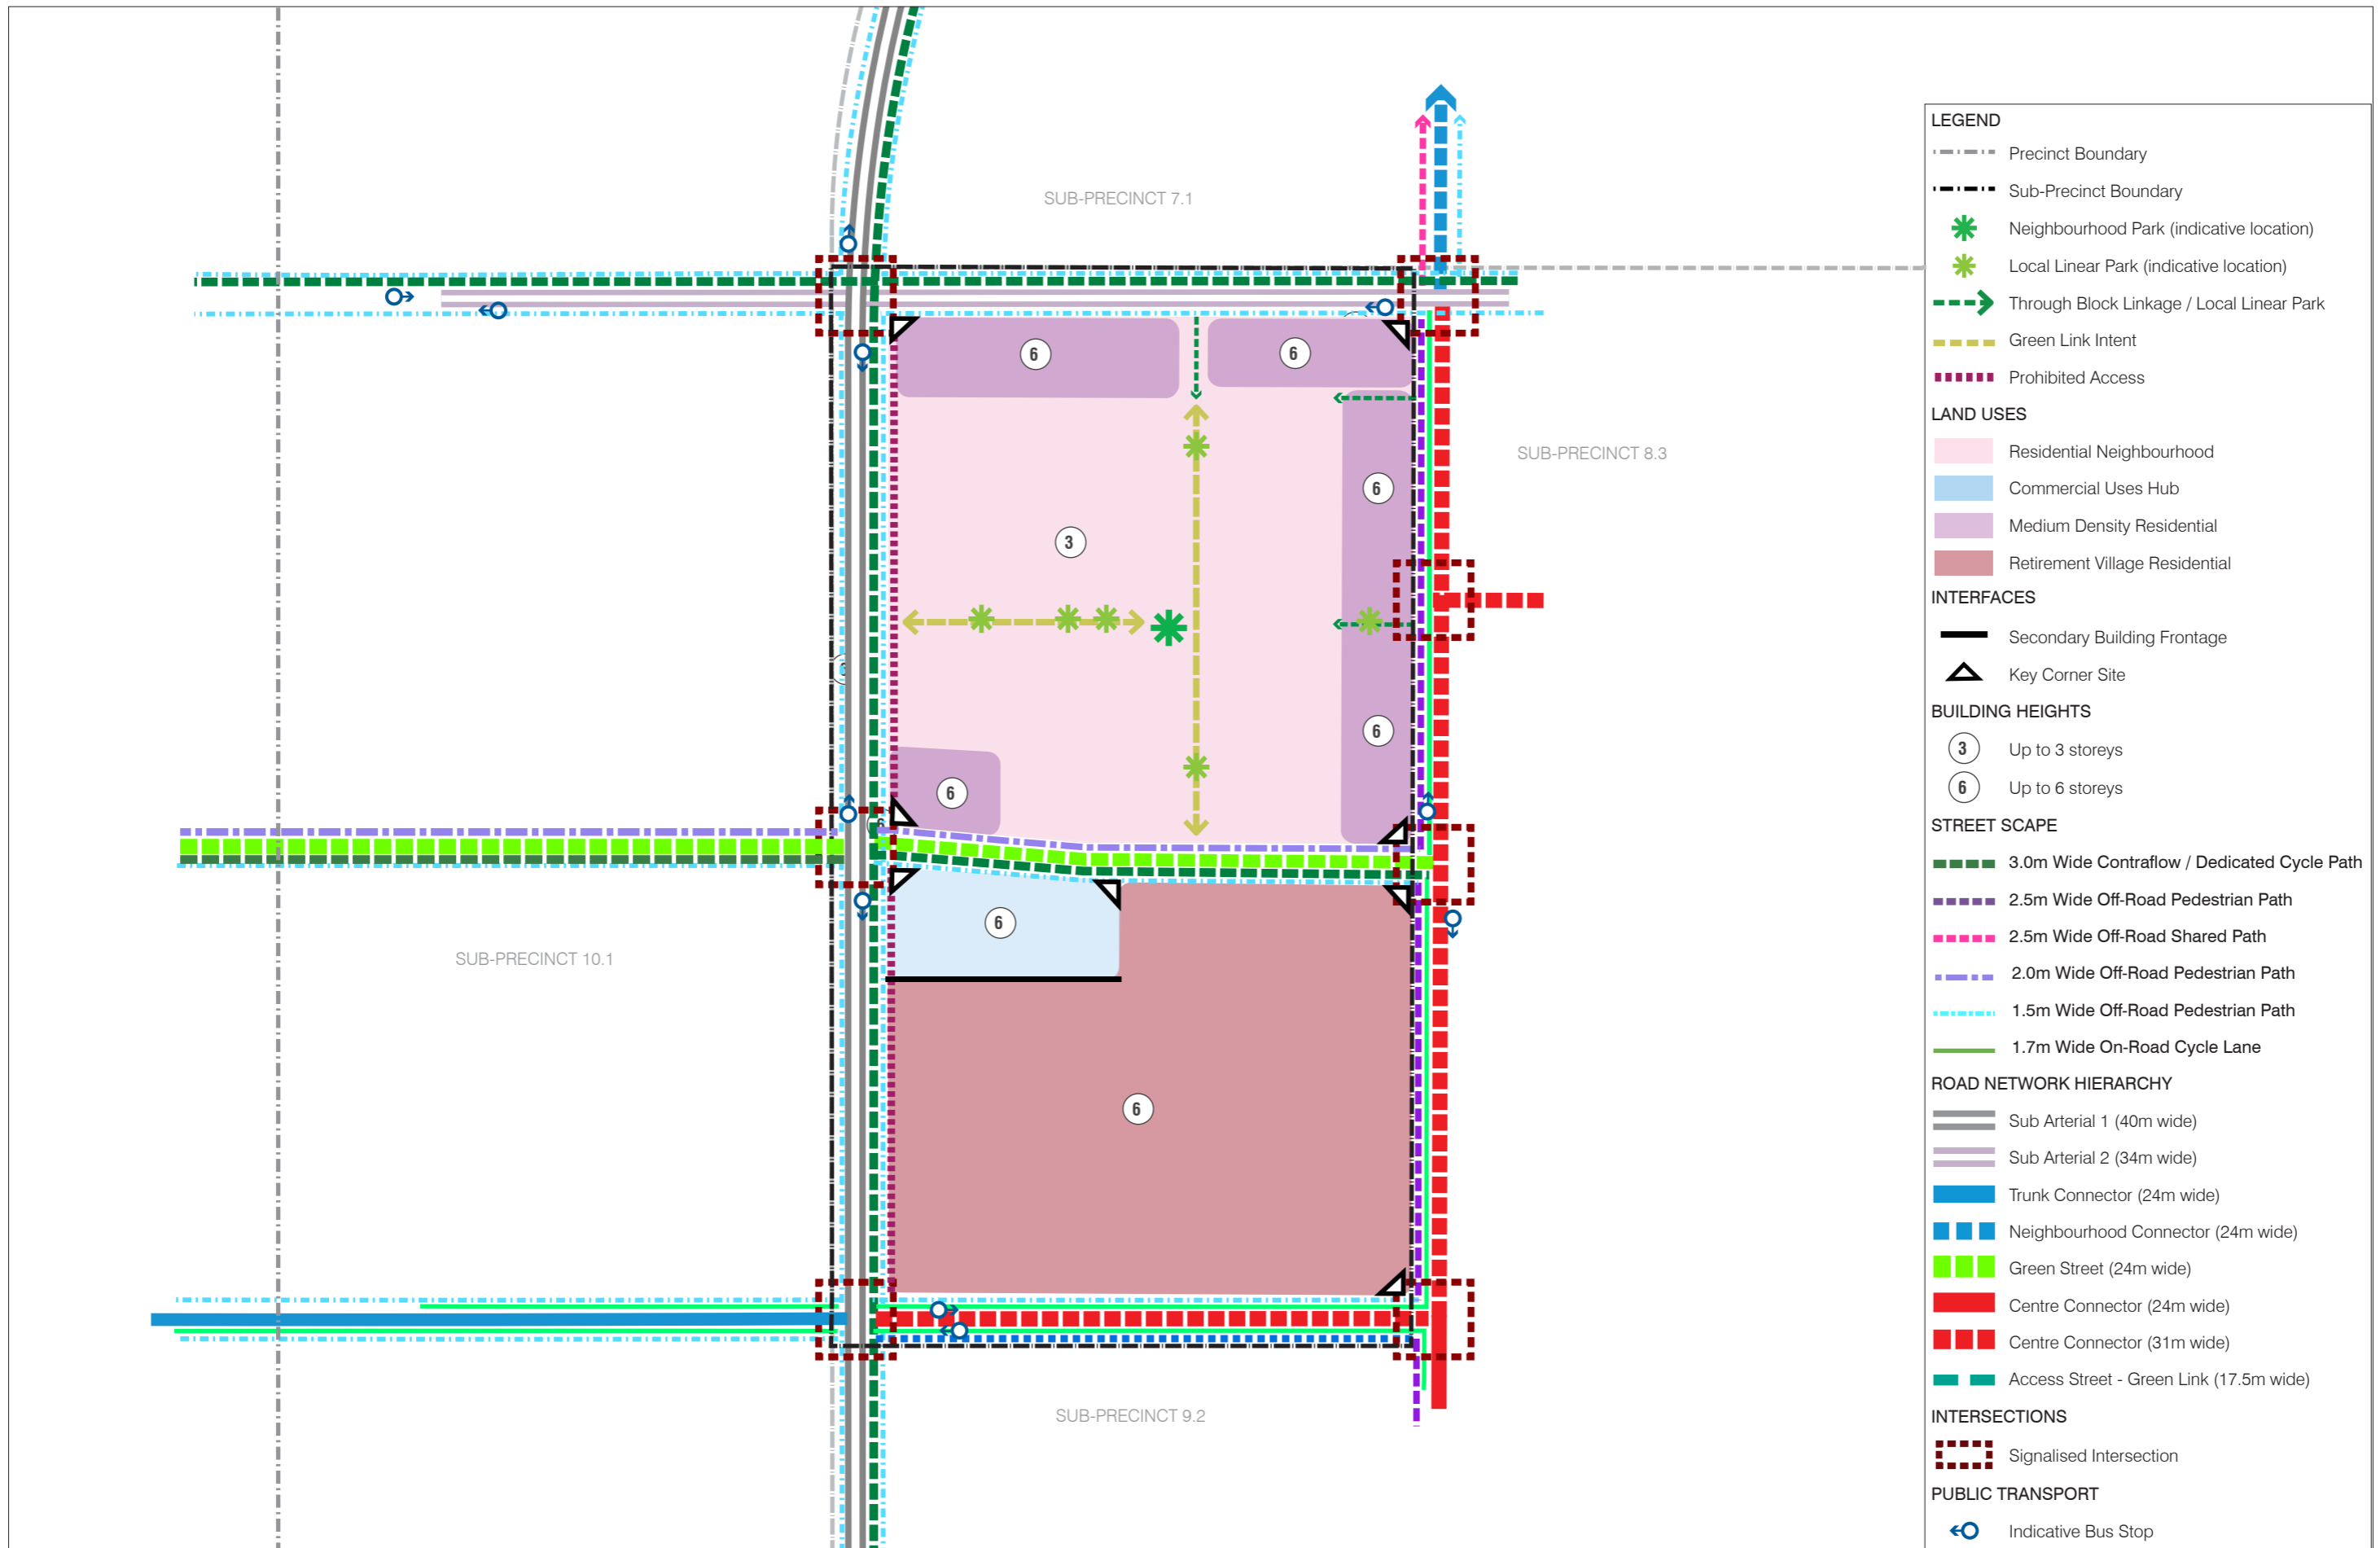 SUB-PRECINCT 7.1
SUB-PRECINCT 8.3
SUB-PRECINCT 10.1
SUB-PRECINCT 9.2
6
6
6
3
6
6
6
6
6
LEGEND
Precinct Boundary
Sub-Precinct Boundary
Neighbourhood Park (indicative location)
Local Linear Park (indicative location)
Through Block Linkage / Local Linear Park
Green Link Intent
Prohibited Access
LAND USES
Residential Neighbourhood
Commercial Uses Hub
Medium Density Residential
Retirement Village Residential
INTERFACES
Secondary Building Frontage
Key Corner Site
BUILDING HEIGHTS
3 Up to 3 storeys
6 Up to 6 storeys
STREET SCAPE
3.0m Wide Contraflow / Dedicated Cycle Path
2.5m Wide Off-Road Pedestrian Path
2.5m Wide Off-Road Shared Path
2.0m Wide Off-Road Pedestrian Path
1.5m Wide Off-Road Pedestrian Path
1.7m Wide On-Road Cycle Lane
ROAD NETWORK HIERARCHY
Sub Arterial 1 (40m wide)
Sub Arterial 2 (34m wide)
Trunk Connector (24m wide)
Neighbourhood Connector (24m wide)
Green Street (24m wide)
Centre Connector (24m wide)
Centre Connector (31m wide)
Access Street - Green Link (17.5m wide)
INTERSECTIONS
Signalised Intersection
PUBLIC TRANSPORT
Indicative Bus Stop